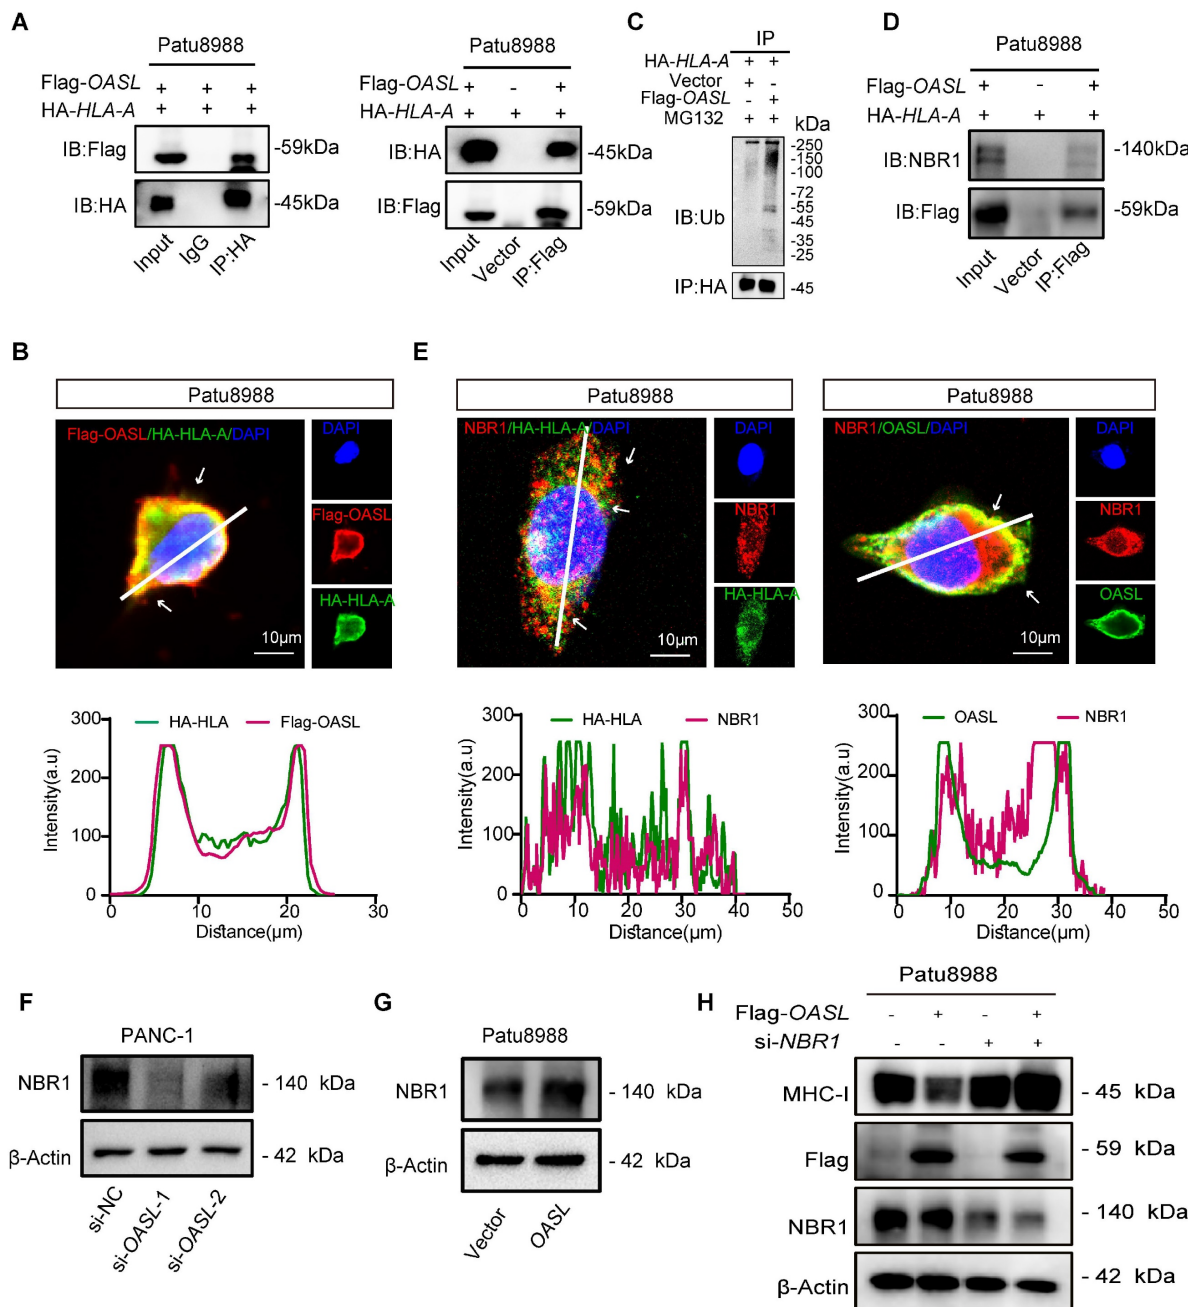 A
Patu8988
Flag-OASL + + +
HA-HLA-A + + +
IB:Flag -59kDa
IB:HA -45kDa
Input IgG IP:HA
Patu8988
Flag-OASL + - +
HA-HLA-A + + +
IB:HA -45kDa
IB:Flag -59kDa
Input Vector IP:Flag
C
IP
HA-HLA-A + +
Vector + -
Flag-OASL - +
MG132 + +
kDa
-250
-150
-100
-72
-55
-45
-35
-25
IB:Ub
IP:HA -45
D
Patu8988
Flag-OASL + - +
HA-HLA-A + + +
IB:NBR1 -140kDa
IB:Flag -59kDa
Input Vector IP:Flag
B
Patu8988
Flag-OASL/HA-HLA-A/DAPI
DAPI
Flag-OASL
HA-HLA-A
10μm
HA-HLA Flag-OASL
Intensity(a.u)
300
200
100
0
0 10 20 30
Distance(μm)
E
Patu8988
NBR1/HA-HLA-A/DAPI
DAPI
NBR1
HA-HLA-A
10μm
HA-HLA NBR1
Intensity(a.u)
300
200
100
0
0 10 20 30 40 50
Distance(μm)
Patu8988
NBR1/OASL/DAPI
DAPI
NBR1
OASL
10μm
OASL NBR1
Intensity(a.u)
300
200
100
0
0 10 20 30 40 50
Distance(μm)
F
PANC-1
NBR1 - 140 kDa
β-Actin - 42 kDa
si-NC si-OASL-1 si-OASL-2
G
Patu8988
NBR1 - 140 kDa
β-Actin - 42 kDa
Vector OASL
H
Patu8988
Flag-OASL - + - +
si-NBR1 - - + +
MHC-I - 45 kDa
Flag - 59 kDa
NBR1 - 140 kDa
β-Actin - 42 kDa